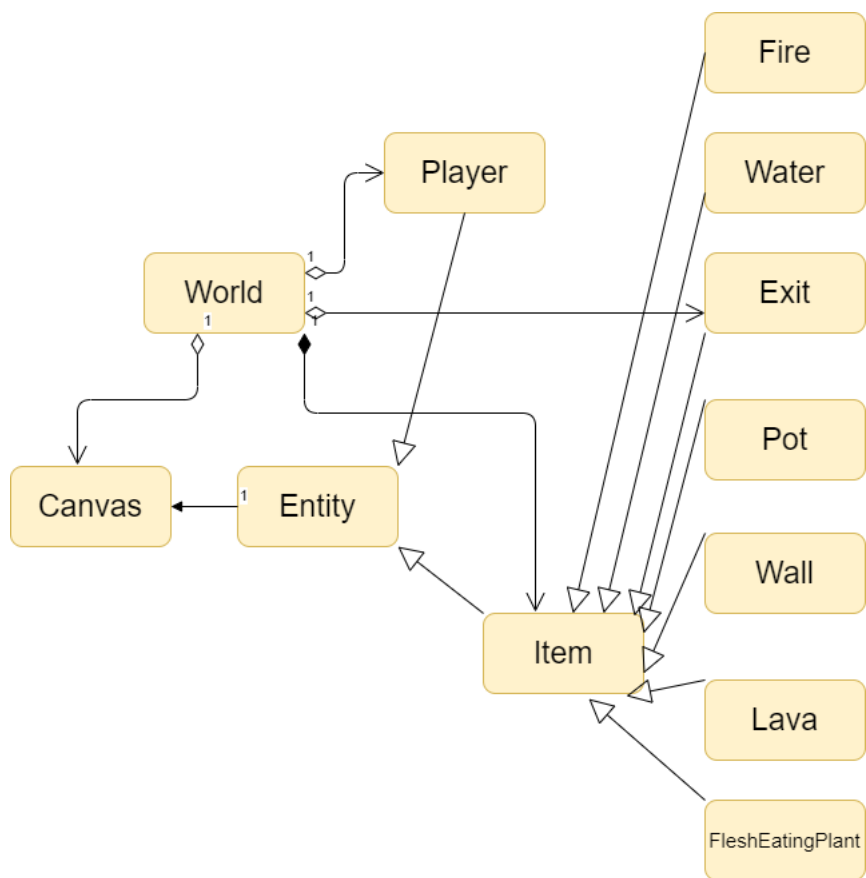 Fire
Player
Water
1
World
1
Exit
1
1
Pot
Canvas
1
Entity
Wall
Item
Lava
FleshEatingPlant